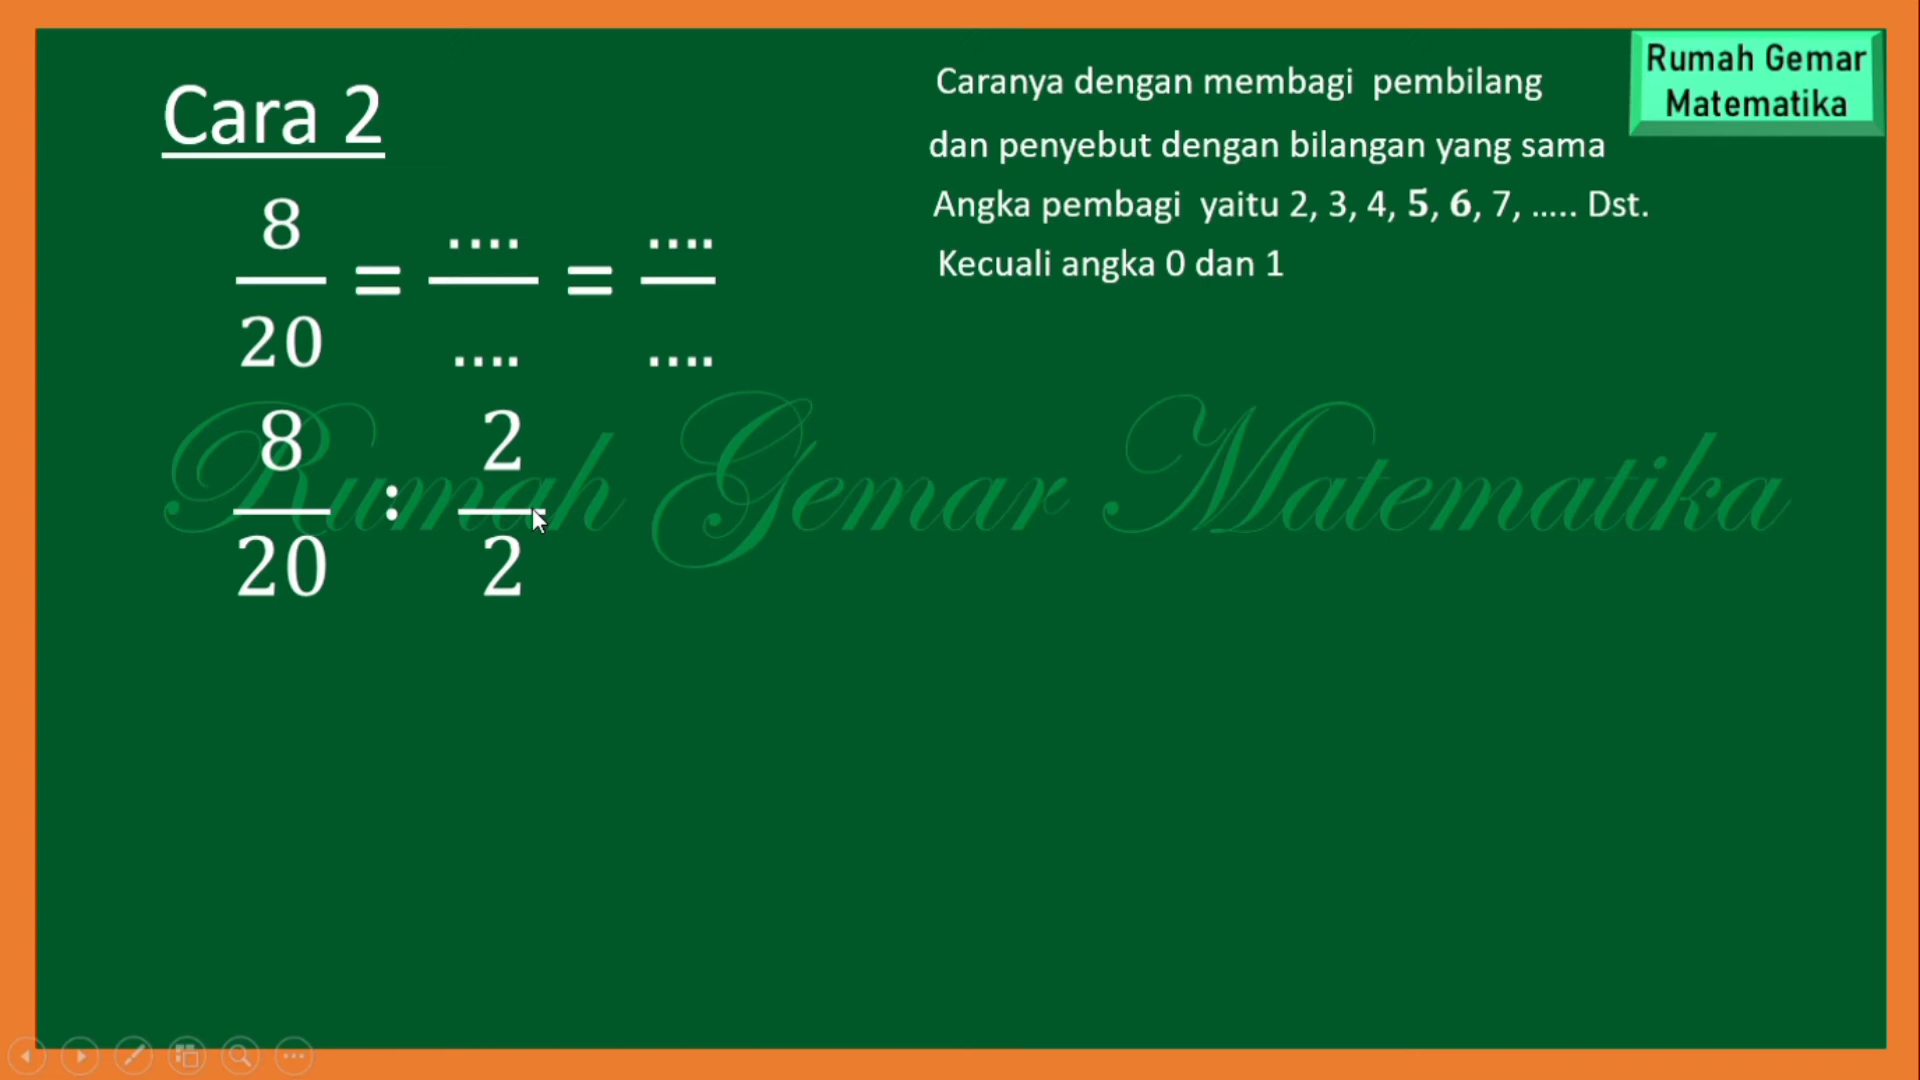 Rumah Gemar
Matematika
Cara 2
Caranya dengan membagi pembilang
dan penyebut dengan bilangan yang sama
Angka pembagi yaitu 2, 3, 4, 5, 6, 7, ..... Dst.
Kecuali angka 0 dan 1
8 .... ....
= =
20 .... ....
8 2
:
20 2
Rumah Gemar Matematika